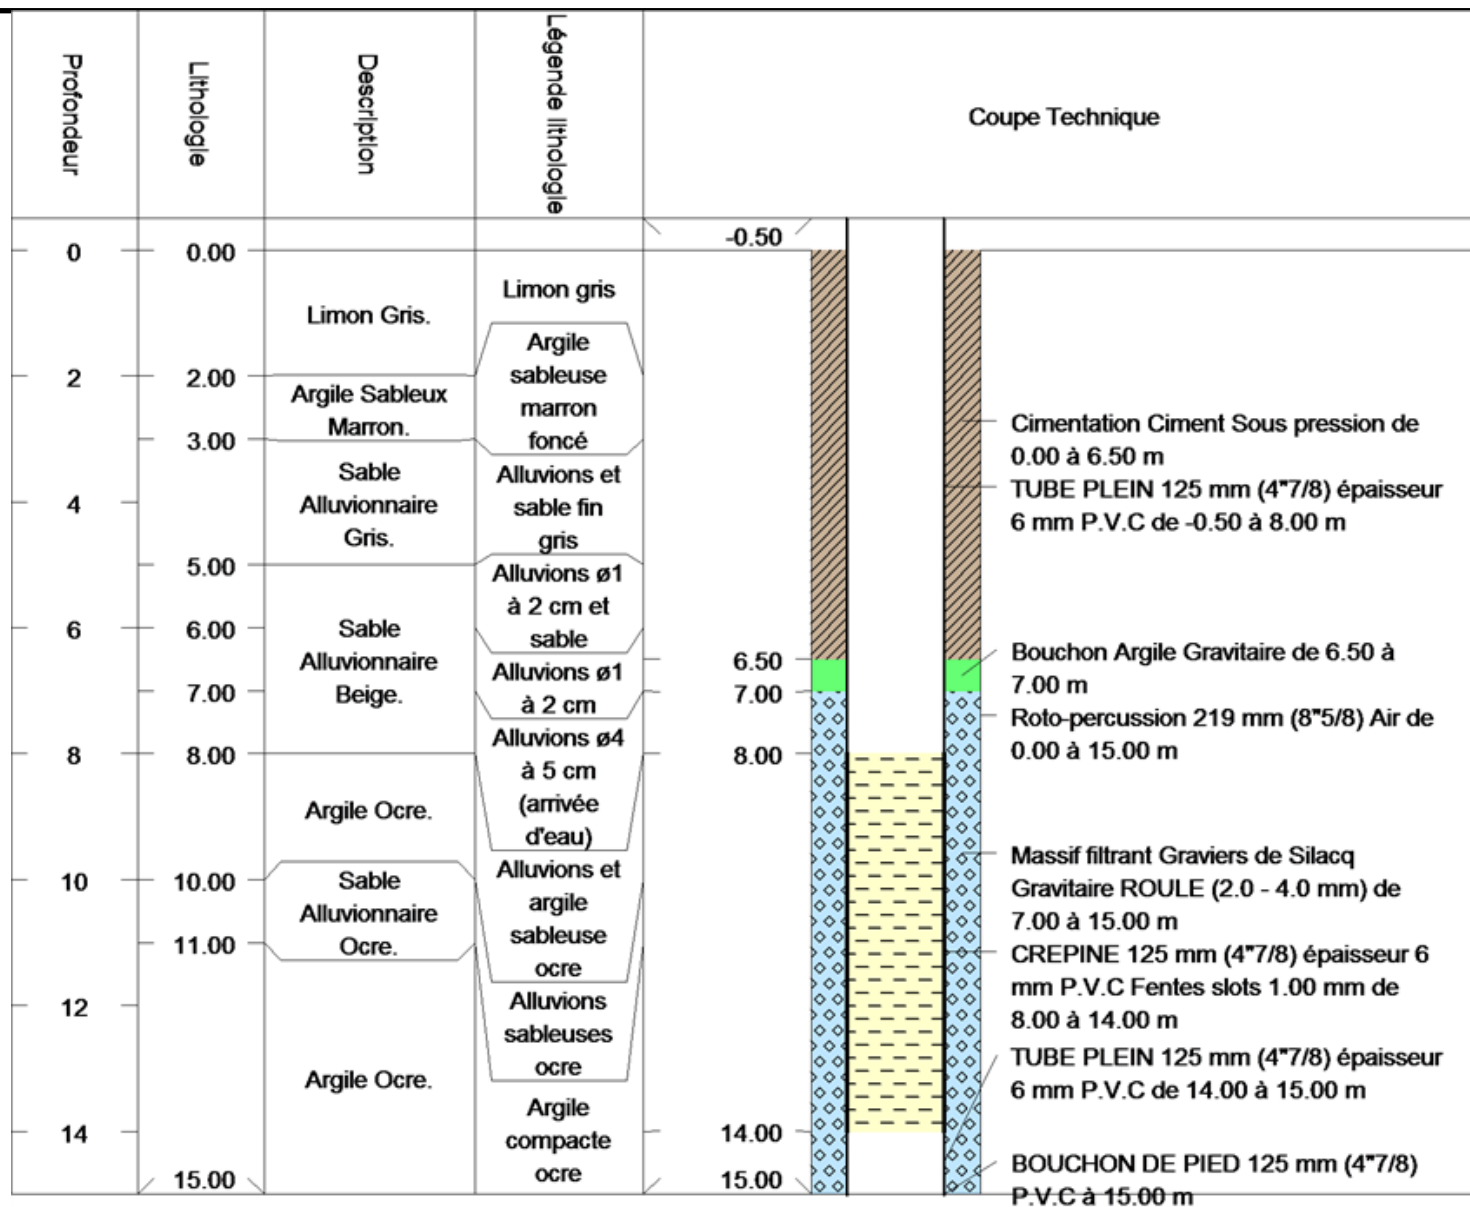 Profondeur
Lithologie
Description
Légende lithologie
Coupe Technique
-0.50
0
0.00
Limon Gris.
Limon gris
2
2.00
Argile Sableux
Marron.
Argile
sableuse
marron
foncé
3.00
Sable
Alluvionnaire
Gris.
Alluvions et
sable fin
gris
4
5.00
Alluvions ø1
à 2 cm et
sable
6
6.00
Sable
Alluvionnaire
Beige.
7.00
Alluvions ø1
à 2 cm
8
8.00
Alluvions ø4
à 5 cm
(arrivée
d'eau)
Argile Ocre.
10
10.00
Sable
Alluvionnaire
Ocre.
11.00
Alluvions et
argile
sableuse
ocre
12
Alluvions
sableuses
ocre
Argile Ocre.
14
15.00
Argile
compacte
ocre
6.50
7.00
8.00
14.00
15.00
Cimentation Ciment Sous pression de
0.00 à 6.50 m
TUBE PLEIN 125 mm (4"7/8) épaisseur
6 mm P.V.C de -0.50 à 8.00 m
Bouchon Argile Gravitaire de 6.50 à
7.00 m
Roto-percussion 219 mm (8"5/8) Air de
0.00 à 15.00 m
Massif filtrant Graviers de Silacq
Gravitaire ROULE (2.0 - 4.0 mm) de
7.00 à 15.00 m
CREPINE 125 mm (4"7/8) épaisseur 6
mm P.V.C Fentes slots 1.00 mm de
8.00 à 14.00 m
TUBE PLEIN 125 mm (4"7/8) épaisseur
6 mm P.V.C de 14.00 à 15.00 m
BOUCHON DE PIED 125 mm (4"7/8)
P.V.C à 15.00 m